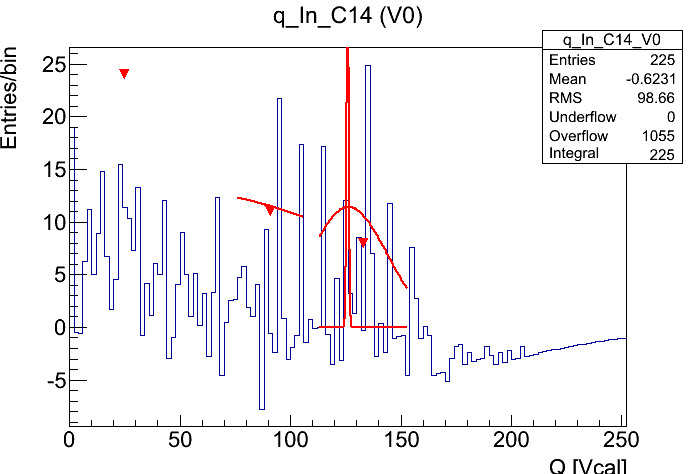 q_In_C14 (V0)
q_In_C14_V0
Entries 225
Mean -0.6231
RMS 98.66
Underflow 0
Overflow 1055
Integral 225
Entries/bin
25
20
15
10
5
0
-5
0 50 100 150 200 250
Q [Vcal]